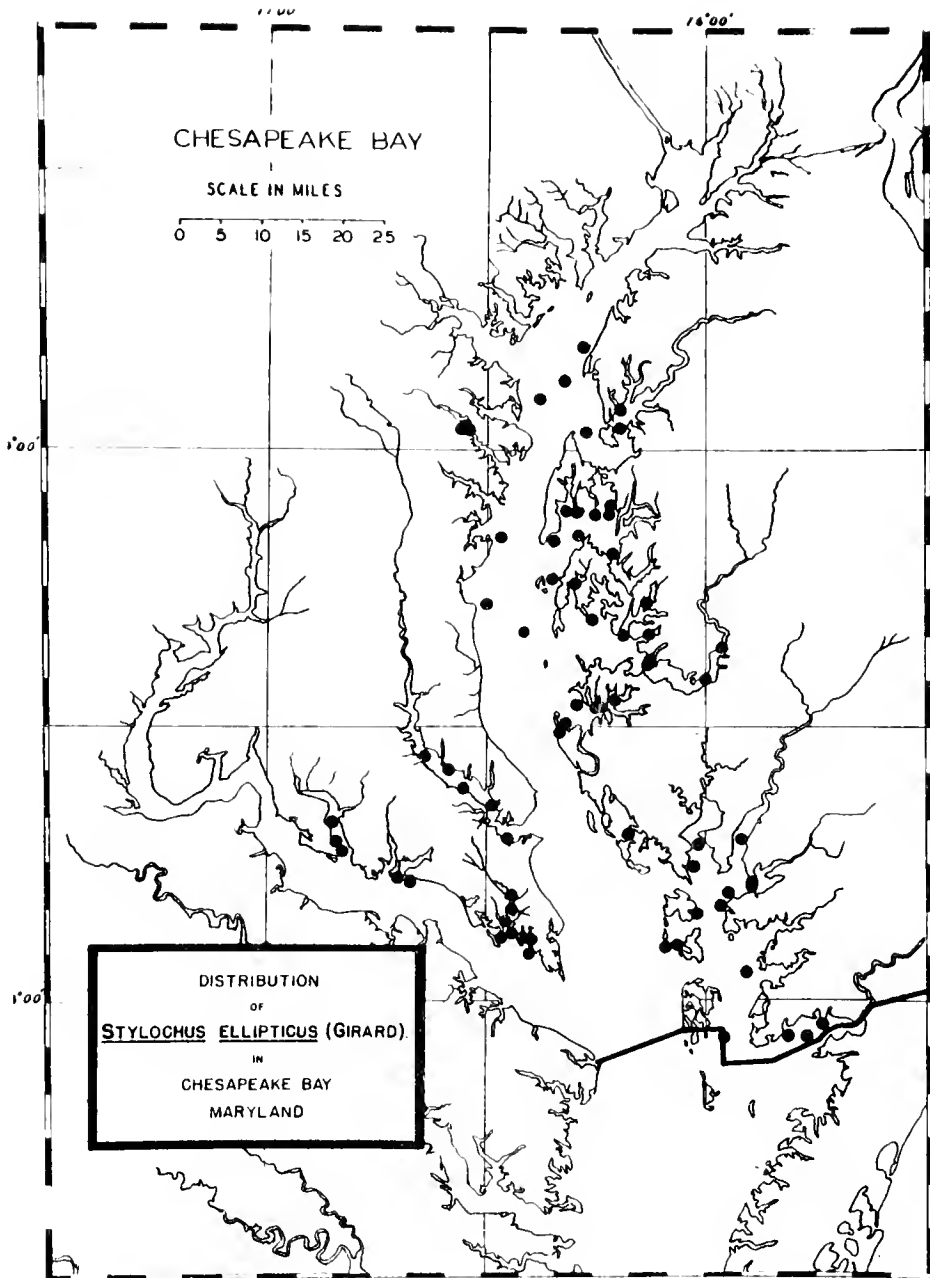 76°00'
CHESAPEAKE BAY
SCALE IN MILES
0 5 10 15 20 25
DISTRIBUTION
OF
STYLOCHUS ELLIPTICUS (GIRARD).
IN
CHESAPEAKE BAY
MARYLAND